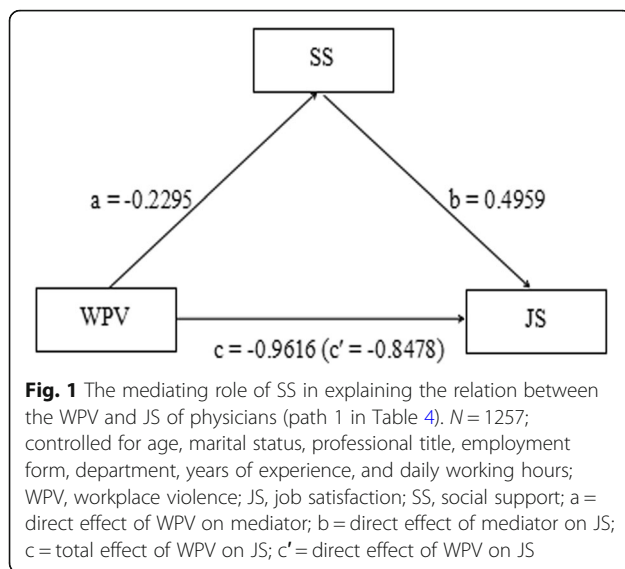 SS
a = -0.2295
b = 0.4959
WPV
JS
c = -0.9616 (c′ = -0.8478)
Fig. 1 The mediating role of SS in explaining the relation between
the WPV and JS of physicians (path 1 in Table 4). N = 1257;
controlled for age, marital status, professional title, employment
form, department, years of experience, and daily working hours;
WPV, workplace violence; JS, job satisfaction; SS, social support; a =
direct effect of WPV on mediator; b = direct effect of mediator on JS;
c = total effect of WPV on JS; c′ = direct effect of WPV on JS